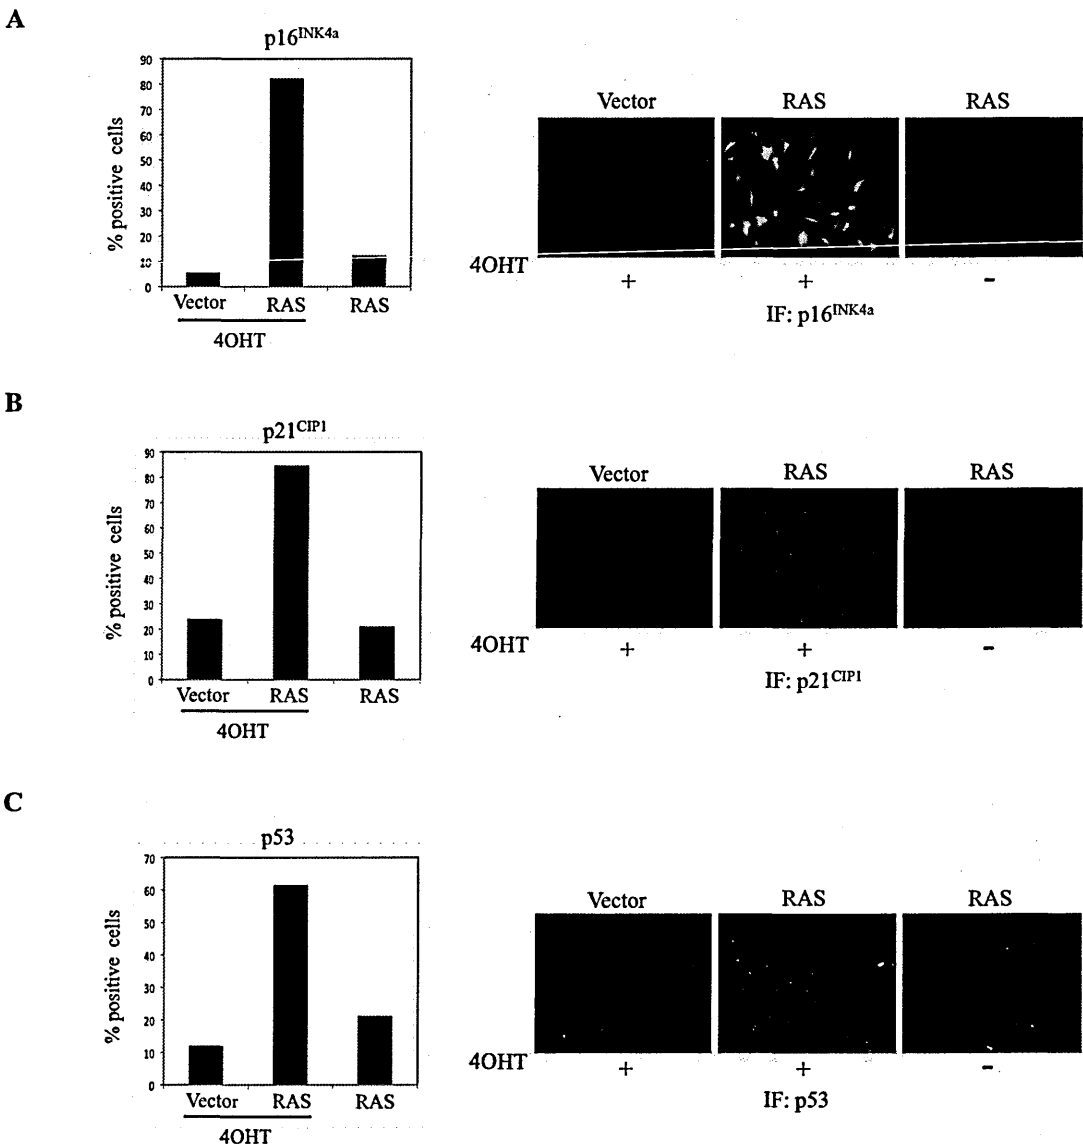 A
p16INK4a
% positive cells
90
80
70
60
50
40
30
20
10
0
Vector RAS RAS
4OHT
Vector RAS RAS
4OHT + + -
IF: p16INK4a
B
p21CIP1
% positive cells
90
80
70
60
50
40
30
20
10
0
Vector RAS RAS
4OHT
Vector RAS RAS
4OHT + + -
IF: p21CIP1
C
p53
% positive cells
70
60
50
40
30
20
10
0
Vector RAS RAS
4OHT
Vector RAS RAS
4OHT + + -
IF: p53